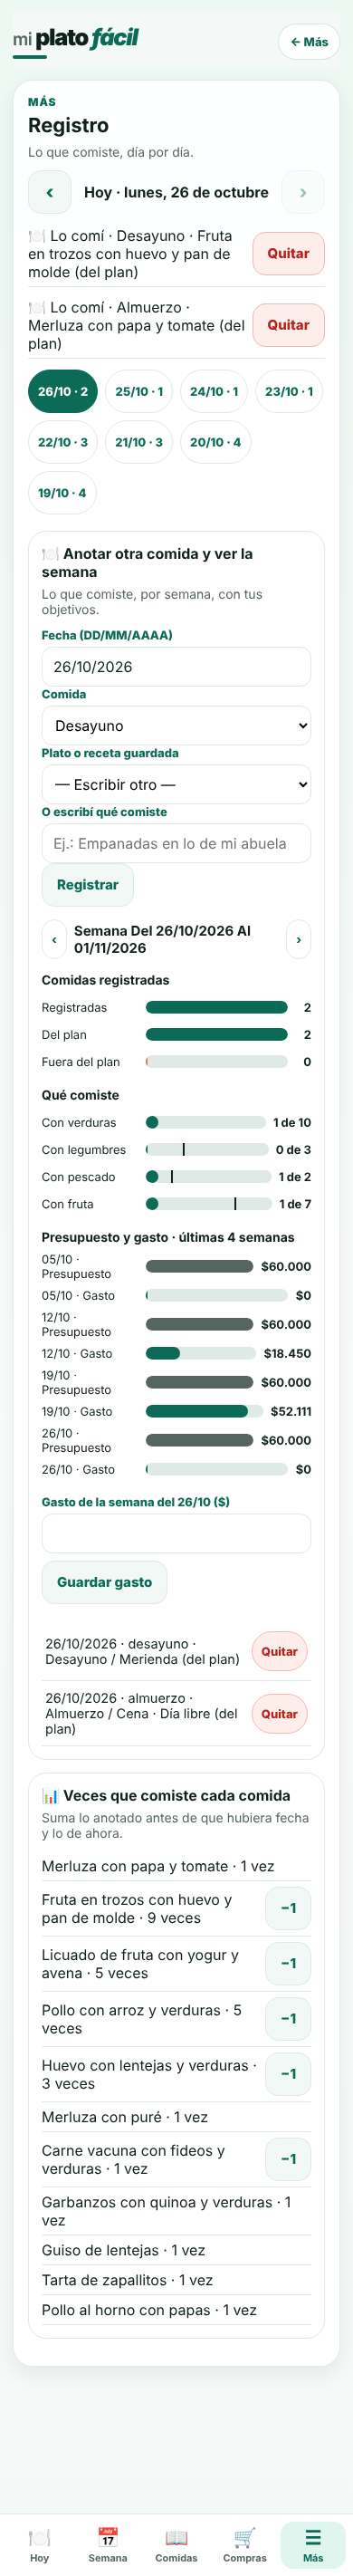 mi plato fácil
← Más
MÁS
Registro
Lo que comiste, día por día.
‹
Hoy · lunes, 26 de octubre
›
🍽️ Lo comí · Desayuno · Fruta
en trozos con huevo y pan de
molde (del plan)
Quitar
🍽️ Lo comí · Almuerzo ·
Merluza con papa y tomate (del
plan)
Quitar
26/10 · 2
25/10 · 1
24/10 · 1
23/10 · 1
22/10 · 3
21/10 · 3
20/10 · 4
19/10 · 4
🍽️ Anotar otra comida y ver la
semana
Lo que comiste, por semana, con tus
objetivos.
Fecha (DD/MM/AAAA)
26/10/2026
Comida
Desayuno
Plato o receta guardada
— Escribir otro —
O escribí qué comiste
Ej.: Empanadas en lo de mi abuela
Registrar
‹
Semana Del 26/10/2026 Al
01/11/2026
›
Comidas registradas
Registradas 2
Del plan 2
Fuera del plan 0
Qué comiste
Con verduras 1 de 10
Con legumbres 0 de 3
Con pescado 1 de 2
Con fruta 1 de 7
Presupuesto y gasto · últimas 4 semanas
05/10 ·
Presupuesto $60.000
05/10 · Gasto $0
12/10 ·
Presupuesto $60.000
12/10 · Gasto $18.450
19/10 ·
Presupuesto $60.000
19/10 · Gasto $52.111
26/10 ·
Presupuesto $60.000
26/10 · Gasto $0
Gasto de la semana del 26/10 ($)
Guardar gasto
26/10/2026 · desayuno ·
Desayuno / Merienda (del plan)
Quitar
26/10/2026 · almuerzo ·
Almuerzo / Cena · Día libre (del
plan)
Quitar
📊 Veces que comiste cada comida
Suma lo anotado antes de que hubiera fecha
y lo de ahora.
Merluza con papa y tomate · 1 vez
Fruta en trozos con huevo y
pan de molde · 9 veces
−1
Licuado de fruta con yogur y
avena · 5 veces
−1
Pollo con arroz y verduras · 5
veces
−1
Huevo con lentejas y verduras ·
3 veces
−1
Merluza con puré · 1 vez
Carne vacuna con fideos y
verduras · 1 vez
−1
Garbanzos con quinoa y verduras · 1
vez
Guiso de lentejas · 1 vez
Tarta de zapallitos · 1 vez
Pollo al horno con papas · 1 vez
Hoy
Semana
Comidas
Compras
Más